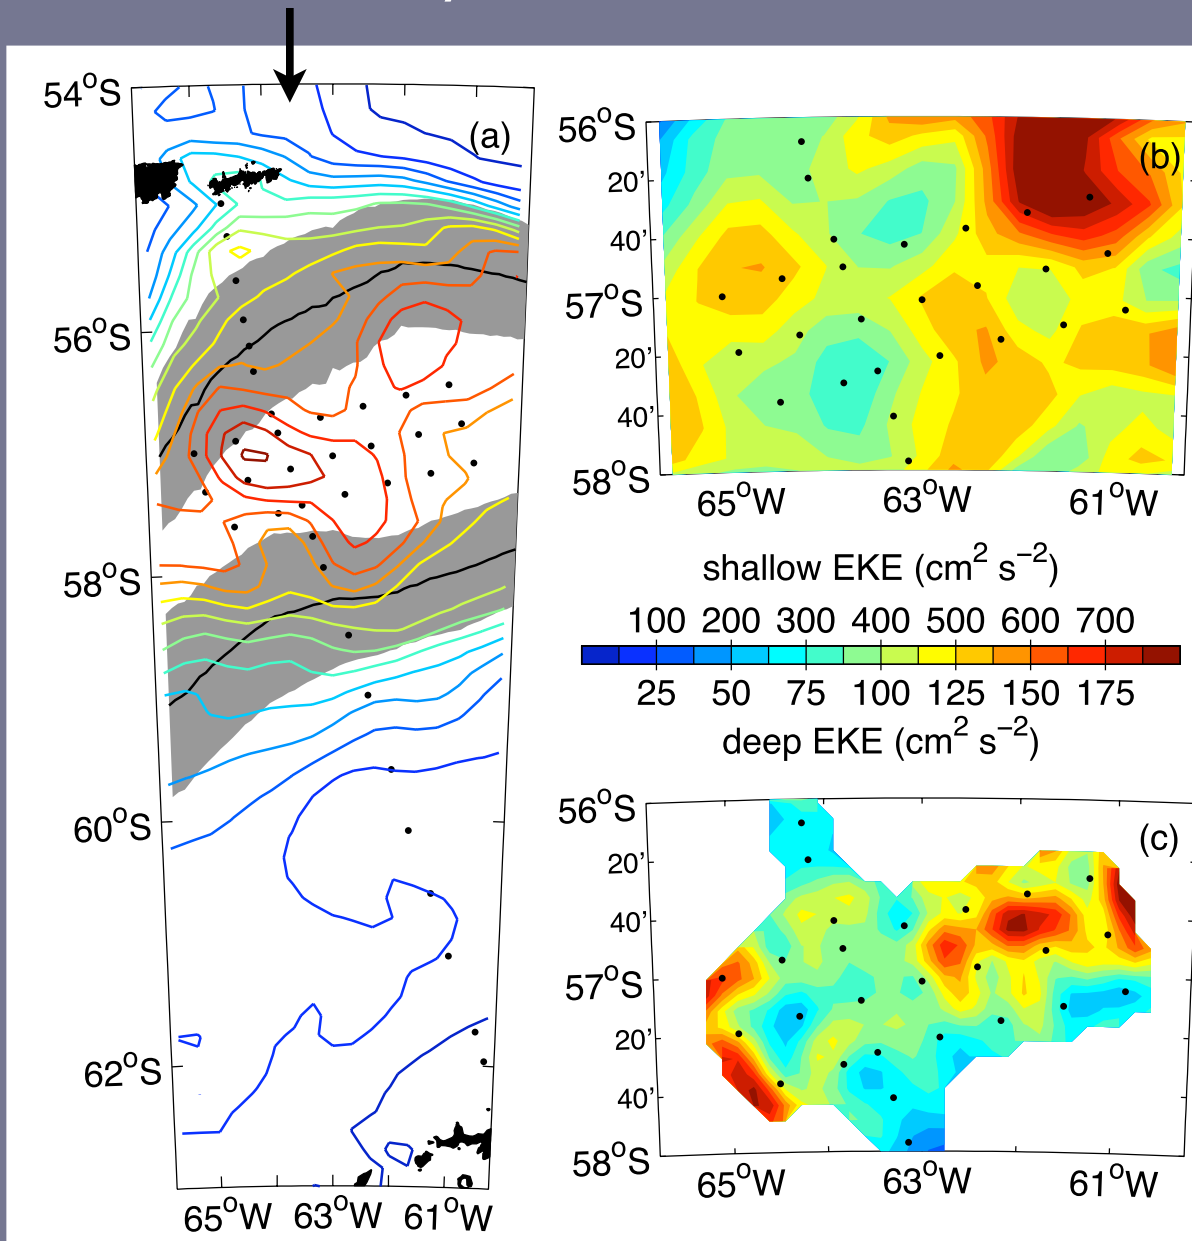 54°S
(a)
56°S
58°S
60°S
62°S
65°W 63°W 61°W
56°S
(b)
20'
40'
57°S
20'
40'
58°S
65°W 63°W 61°W
shallow EKE (cm² s⁻²)
100 200 300 400 500 600 700
25 50 75 100 125 150 175
deep EKE (cm² s⁻²)
56°S
(c)
20'
40'
57°S
20'
40'
58°S
65°W 63°W 61°W